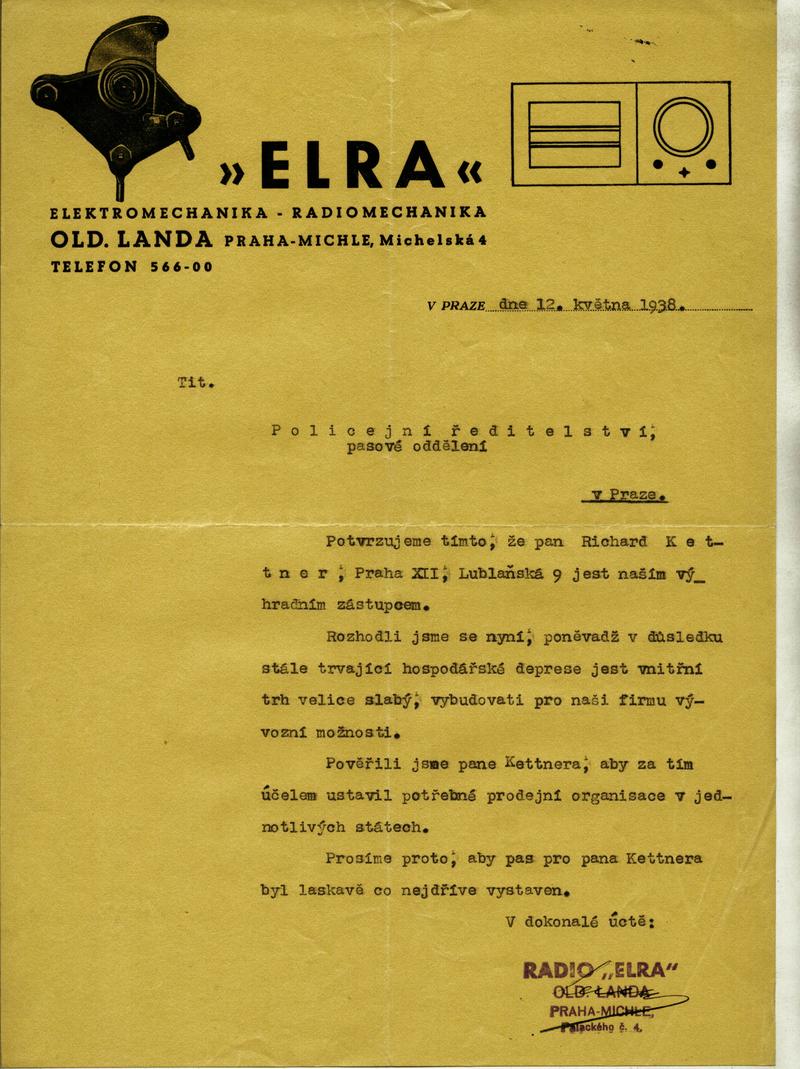 »ELRA«
ELEKTROMECHANIKA - RADIOMECHANIKA
OLD. LANDA PRAHA-MICHLE, Michelská 4
TELEFON 566-00
V PRAZE dne 12. května 1938.
Tit.
Policejní ředitelství,
pasové oddělení
v Praze.
Potvrzujeme tímto, že pan Richard Ket-
tner, Praha XII, Lublaňská 9 jest naším vý_
hradním zástupcem.
Rozhodli jsme se nyní, poněvadž v důsledku
stále trvající hospodářské deprese jest vnitřní
trh velice slabý, vybudovati pro naši firmu vý-
vozní možnosti.
Pověřili jsme pane Kettnera, aby za tím
účelem ustavil potřebné prodejní organisace v jed-
notlivých státech.
Prosíme proto, aby pas pro pana Kettnera
byl laskavě co nejdříve vystaven.
V dokonalé úctě:
RADIO „ELRA"
OLD. LANDA
PRAHA-MICHLE,
Palackého č. 4.